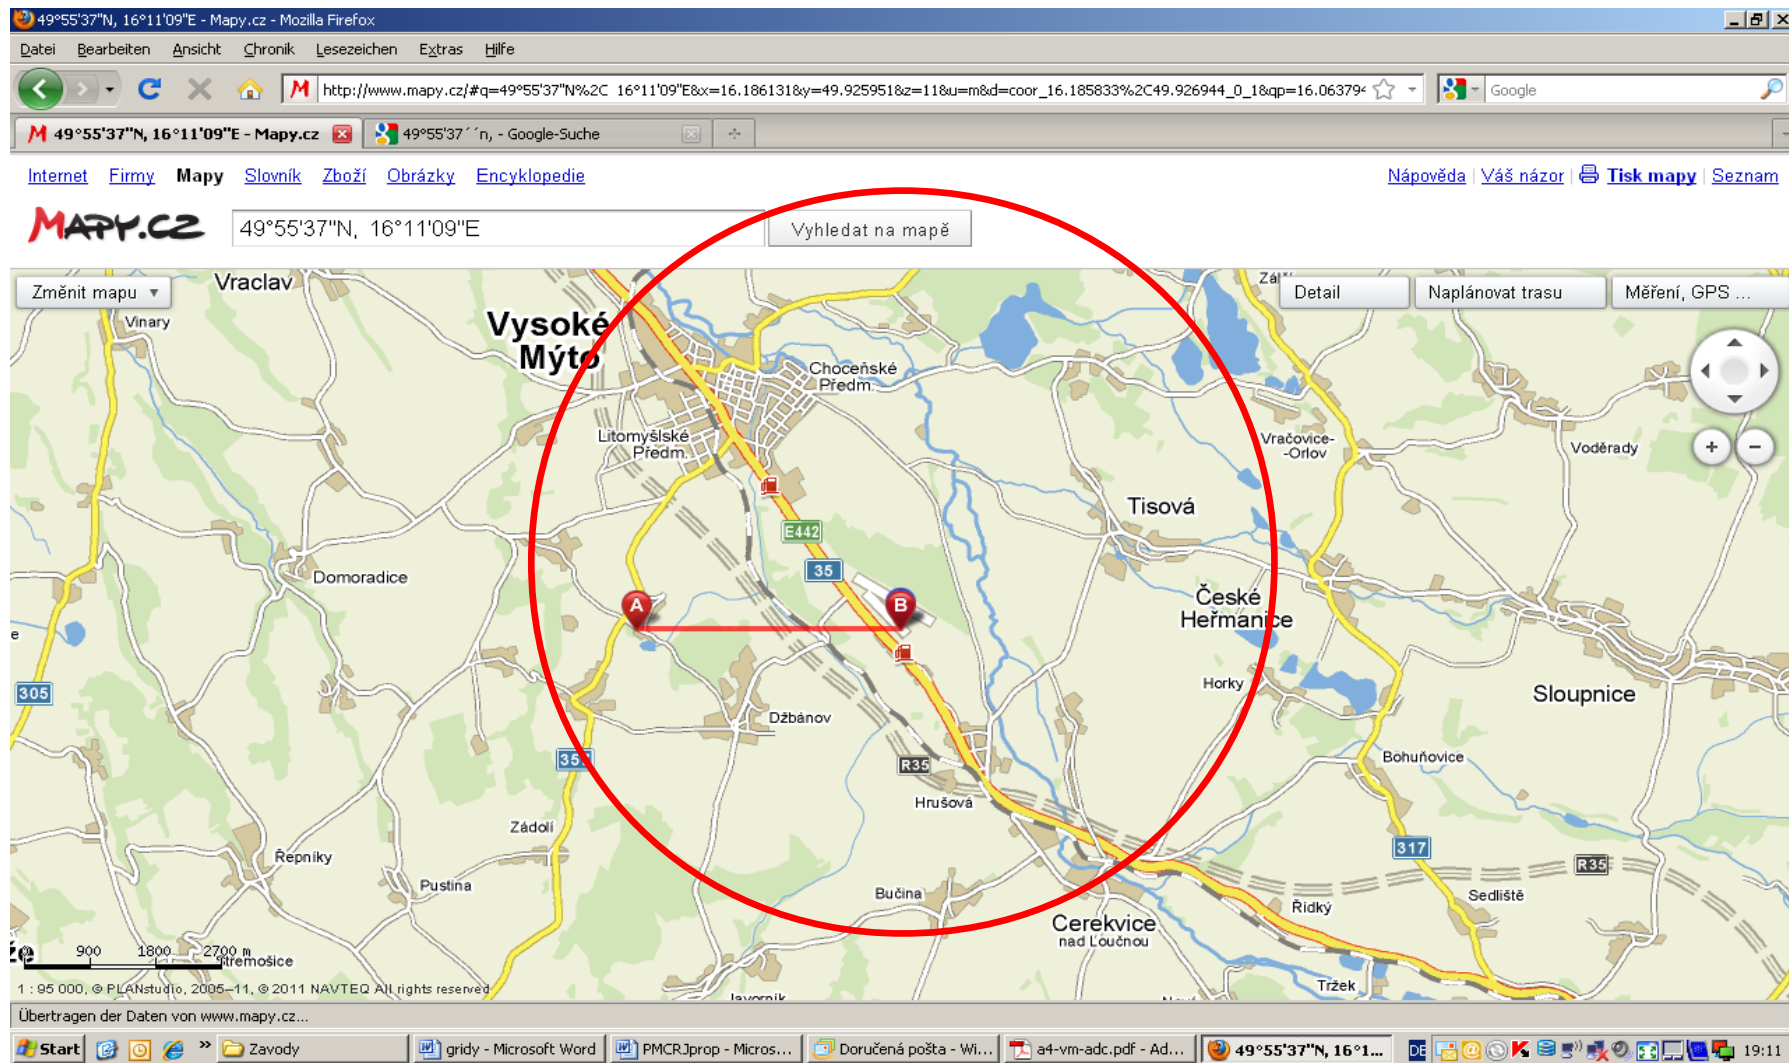 49°55'37"N, 16°11'09"E - Mapy.cz - Mozilla Firefox
Datei Bearbeiten Ansicht Chronik Lesezeichen Extras Hilfe
http://www.mapy.cz/#q=49°55'37"N%2C 16°11'09"E&x=16.186131&y=49.925951&z=11&u=m&d=coor_16.185833%2C49.926944_0_1&qp=16.06379
Google
49°55'37"N, 16°11'09"E - Mapy.cz
49°55'37´´n, - Google-Suche
Internet Firmy Mapy Slovník Zboží Obrázky Encyklopedie
Nápověda Váš názor Tisk mapy Seznam
MAPY.CZ
49°55'37"N, 16°11'09"E
Vyhledat na mapě
Změnit mapu
Detail
Naplánovat trasu
Měření, GPS ...
Vraclav
Vinary
Vysoké
Mýto
Choceňské
Předm.
Litomyšlské
Předm.
Vračovice-
-Orlov
Voděrady
Tisová
E442
35
Domoradice
A
B
České
Heřmanice
305
Horky
Sloupnice
Džbánov
R35
Bohuňovice
Hrušová
Zádolí
317
R35
Řepníky
Pustina
Bučina
Sedliště
Řídký
Cerekvice
nad Loučnou
900 1800 2700 m
Stremošice
Tržek
1 : 95 000, © PLANstudio, 2005–11, © 2011 NAVTEQ All rights reserved
Übertragen der Daten von www.mapy.cz...
Start
»
Zavody
gridy - Microsoft Word
PMCRJprop - Micros...
Doručená pošta - Wi...
a4-vm-adc.pdf - Ad...
49°55'37"N, 16°1...
DE
19:11